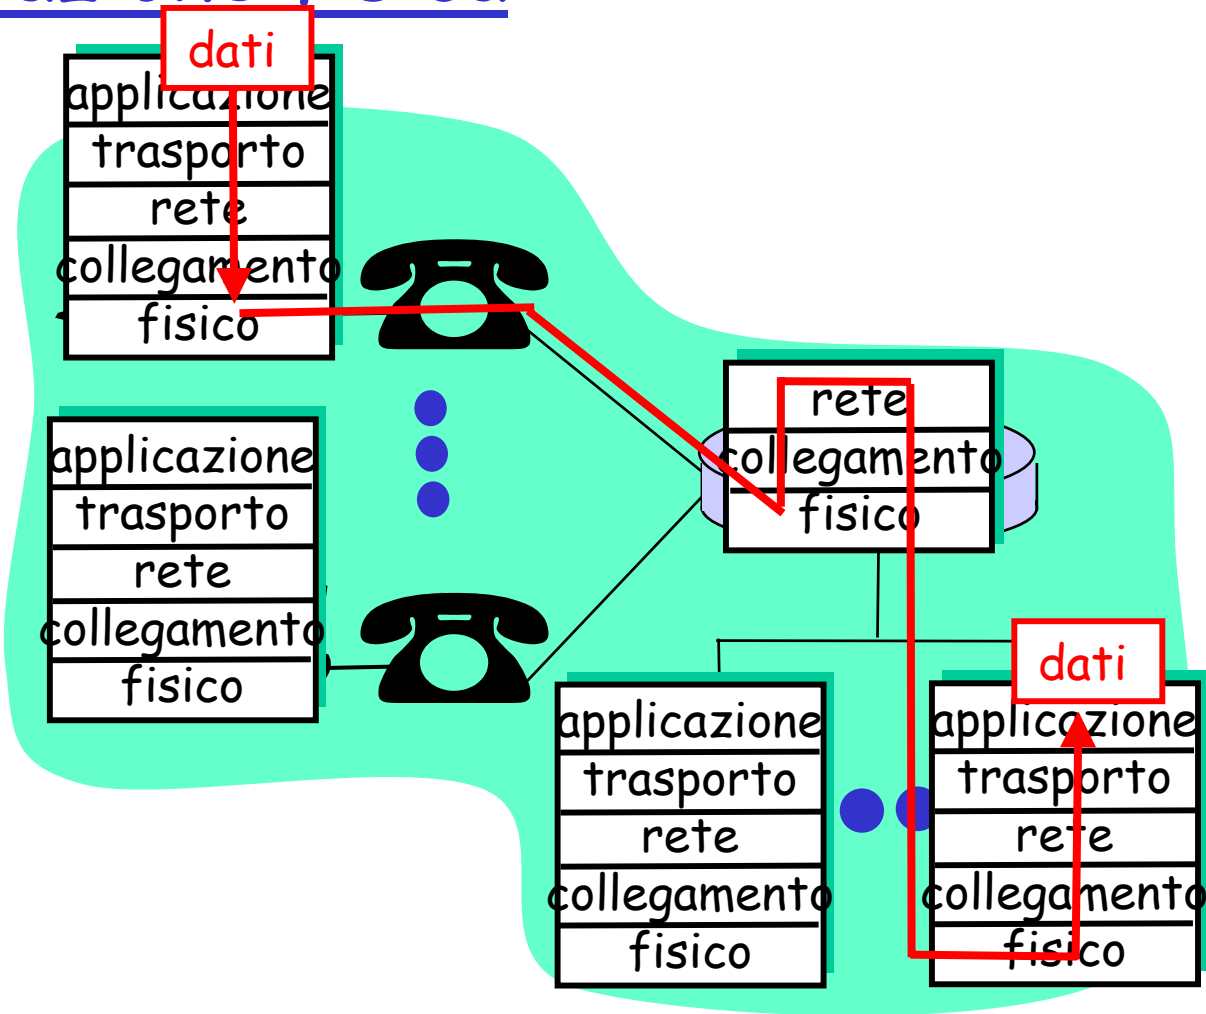 dati
applicazione
trasporto
rete
collegamento
fisico
applicazione
trasporto
rete
collegamento
fisico
rete
collegamento
fisico
applicazione
trasporto
rete
collegamento
fisico
dati
applicazione
trasporto
rete
collegamento
fisico